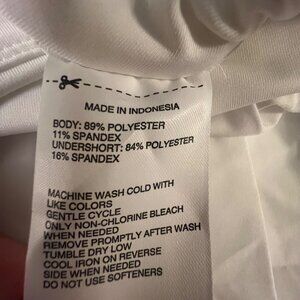 MADE IN INDONESIA
BODY: 89% POLYESTER
11% SPANDEX
UNDERSHORT: 84% POLYESTER
16% SPANDEX
MACHINE WASH COLD WITH
LIKE COLORS
GENTLE CYCLE
ONLY NON-CHLORINE BLEACH
WHEN NEEDED
REMOVE PROMPTLY AFTER WASH
TUMBLE DRY LOW
COOL IRON ON REVERSE
SIDE WHEN NEEDED
DO NOT USE SOFTENERS